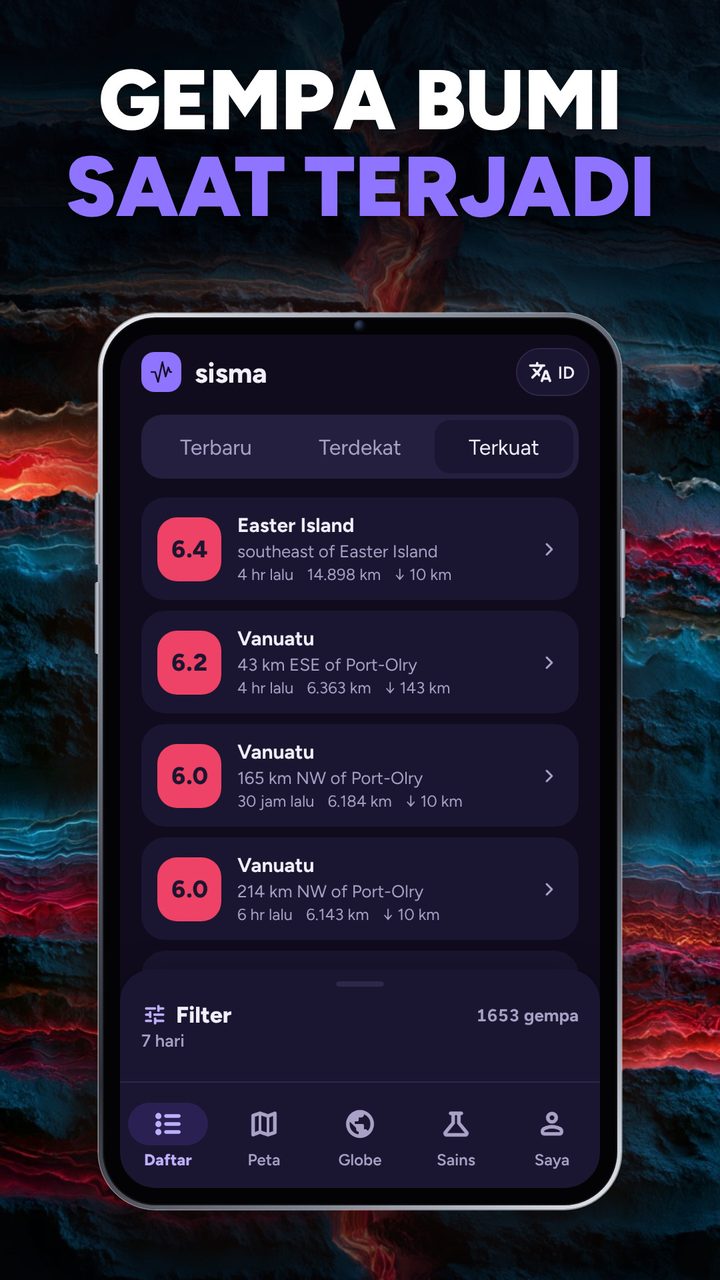 GEMPA BUMI
SAAT TERJADI
sisma
ID
Terbaru Terdekat Terkuat
6.4
Easter Island
southeast of Easter Island
4 hr lalu 14.898 km ↓ 10 km
6.2
Vanuatu
43 km ESE of Port-Olry
4 hr lalu 6.363 km ↓ 143 km
6.0
Vanuatu
165 km NW of Port-Olry
30 jam lalu 6.184 km ↓ 10 km
6.0
Vanuatu
214 km NW of Port-Olry
6 hr lalu 6.143 km ↓ 10 km
Filter 1653 gempa
7 hari
Daftar Peta Globe Sains Saya